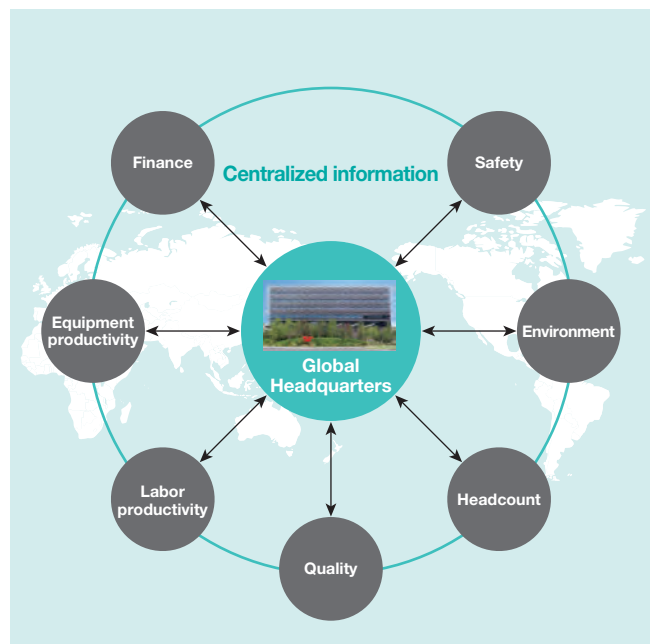 Finance
Safety
Centralized information
Equipment
productivity
Global
Headquarters
Environment
Labor
productivity
Headcount
Quality